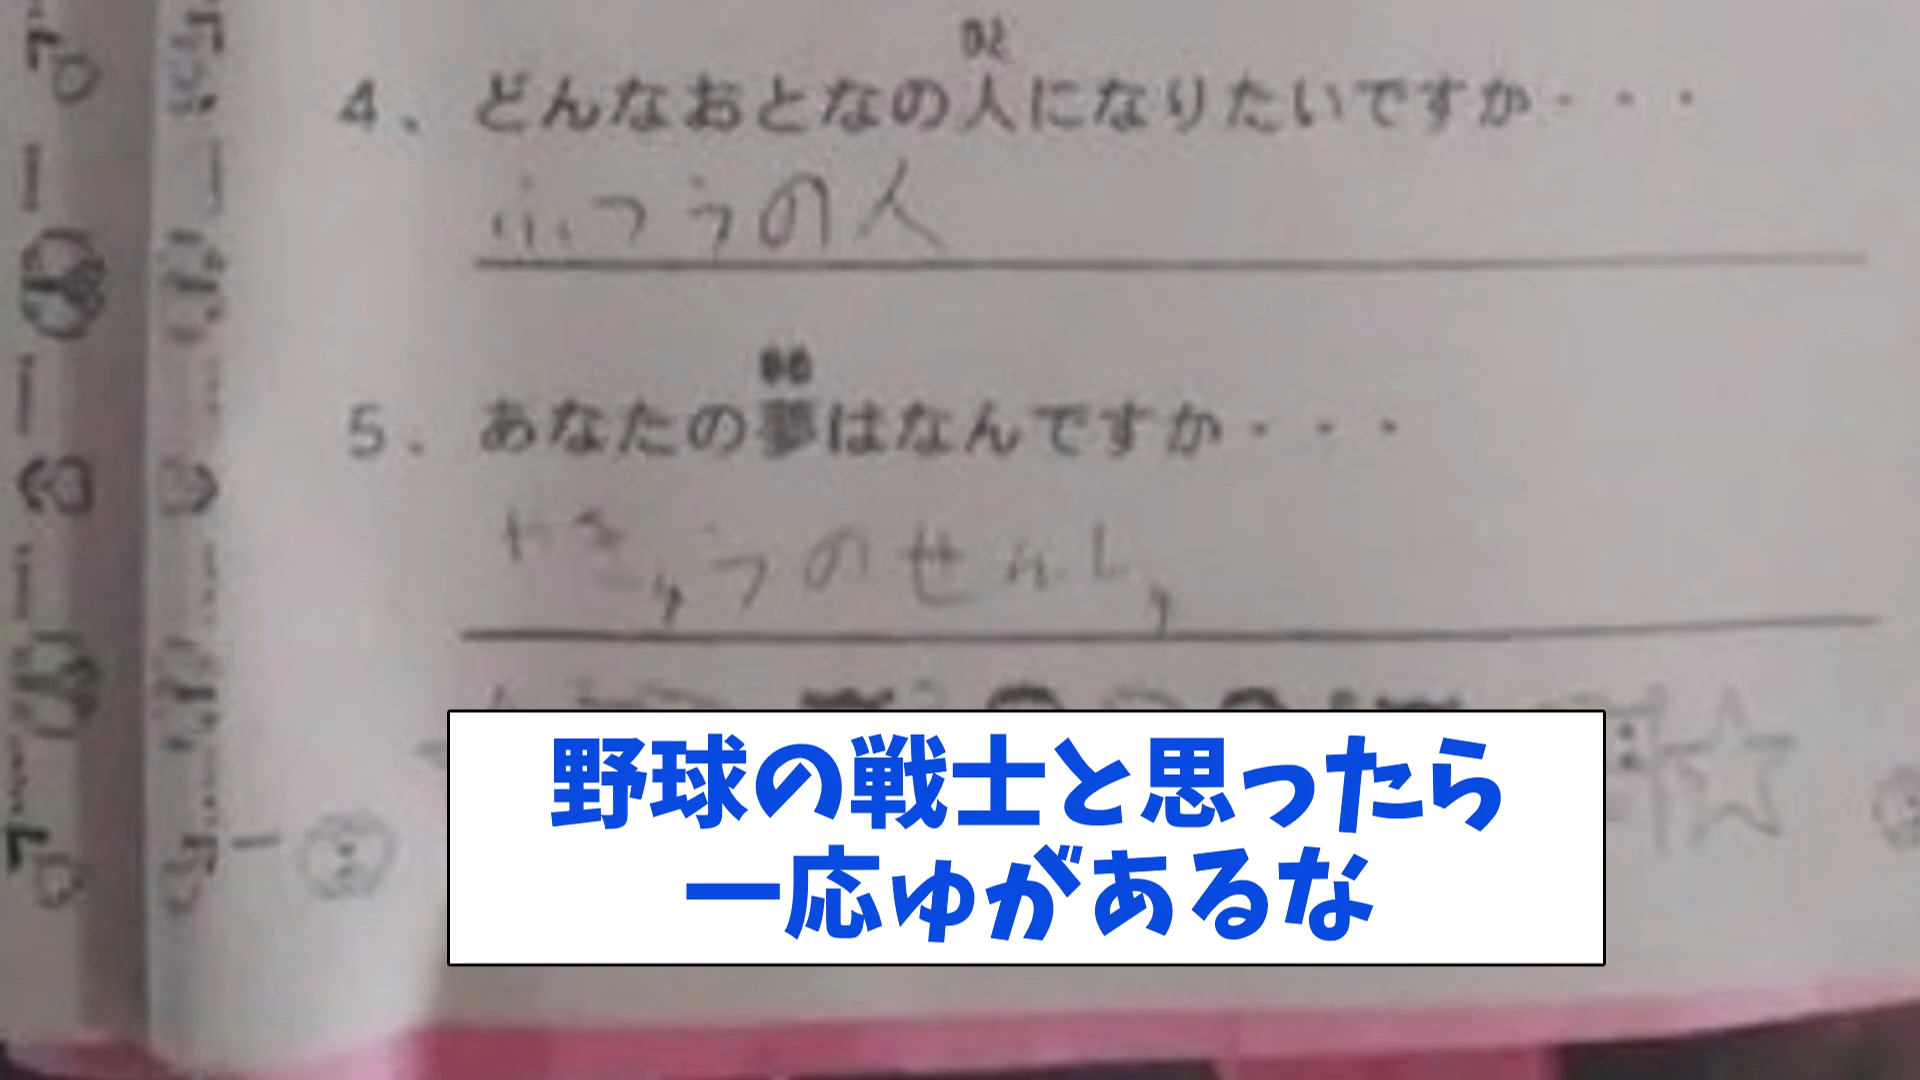 ひと
4、どんなおとなの人になりたいですか・・・
ふつうの人
ゆめ
5、あなたの夢はなんですか・・・
やきゅうのせんしゅ
野球の戦士と思ったら
一応ゅがあるな